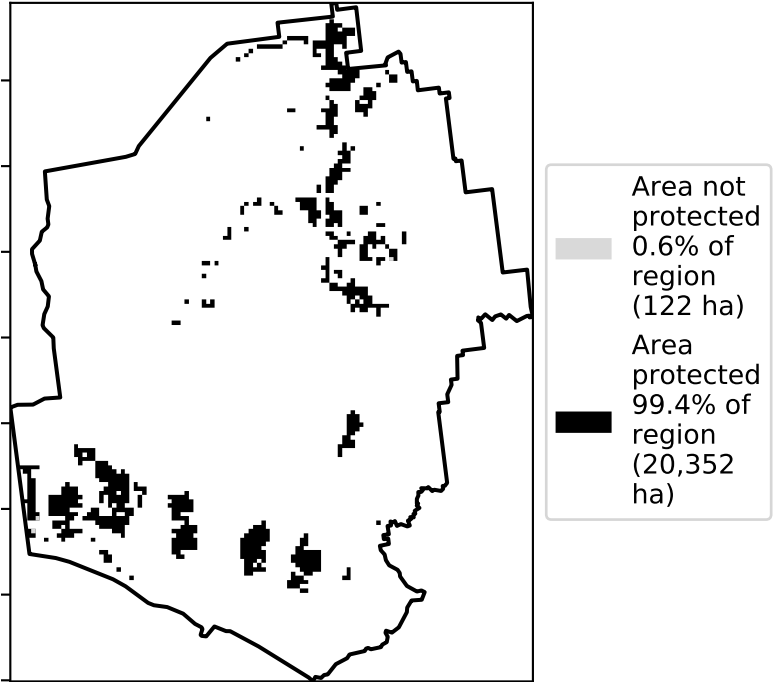 Area not
protected
0.6% of
region
(122 ha)
Area
protected
99.4% of
region
(20,352
ha)